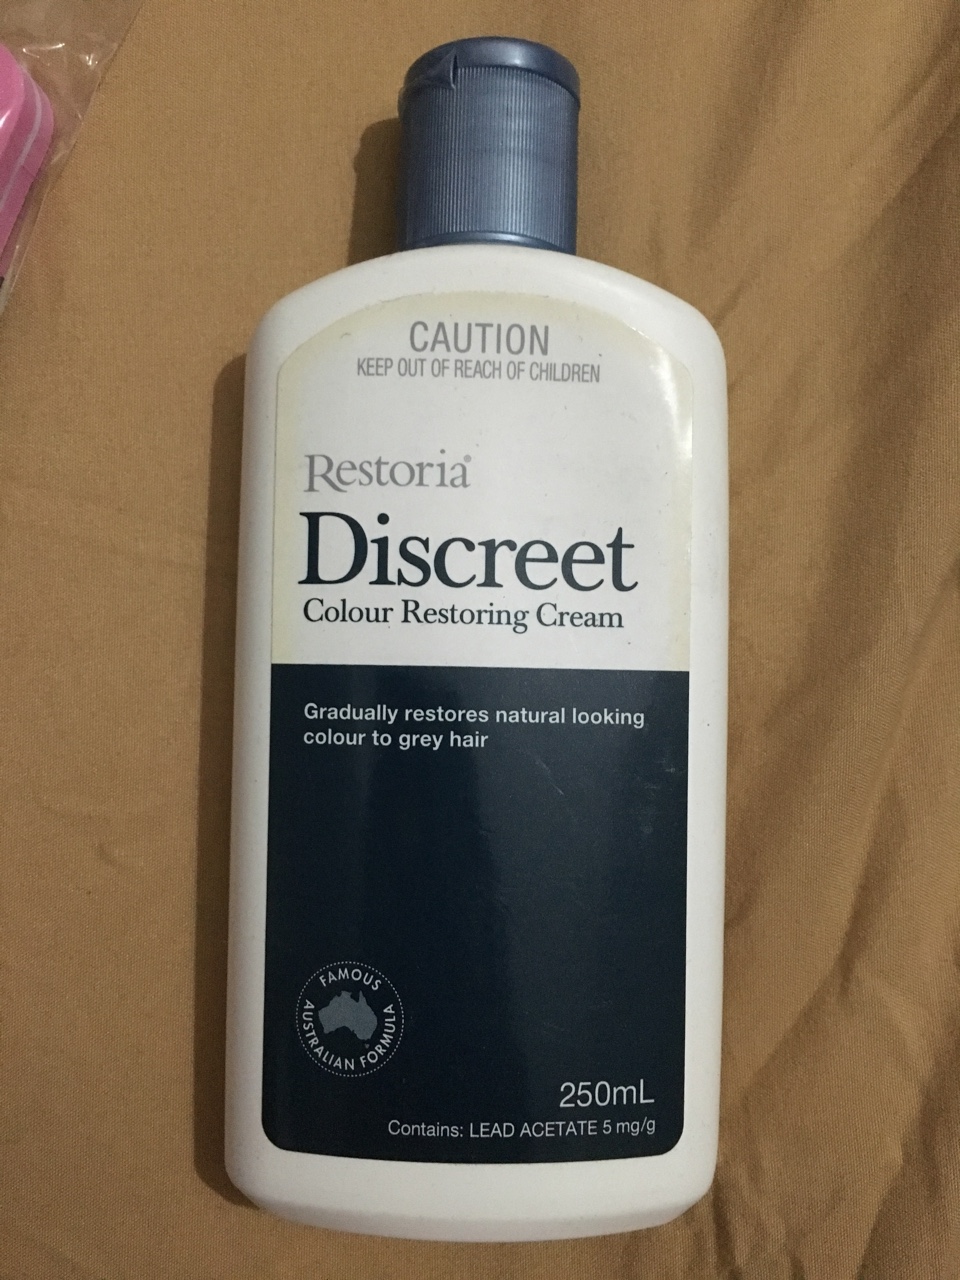 CAUTION
KEEP OUT OF REACH OF CHILDREN
Restoria®
Discreet
Colour Restoring Cream
Gradually restores natural looking
colour to grey hair
FAMOUS
AUSTRALIAN FORMULA
250mL
Contains: LEAD ACETATE 5 mg/g